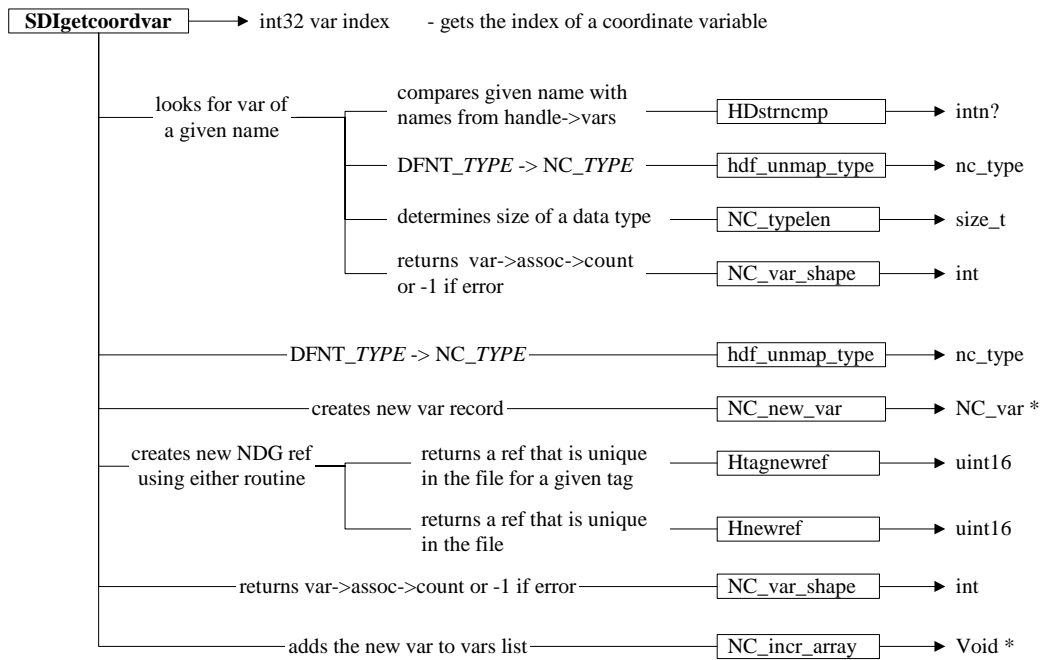 SDIgetcoordvar int32 var index - gets the index of a coordinate variable
looks for var of
a given name
compares given name with
names from handle->vars
HDstrncmp intn?
DFNT_TYPE -> NC_TYPE hdf_unmap_type nc_type
determines size of a data type NC_typelen size_t
returns var->assoc->count
or -1 if error
NC_var_shape int
DFNT_TYPE -> NC_TYPE hdf_unmap_type nc_type
creates new var record NC_new_var NC_var *
creates new NDG ref
using either routine
returns a ref that is unique
in the file for a given tag
Htagnewref uint16
returns a ref that is unique
in the file
Hnewref uint16
returns var->assoc->count or -1 if error NC_var_shape int
adds the new var to vars list NC_incr_array Void *